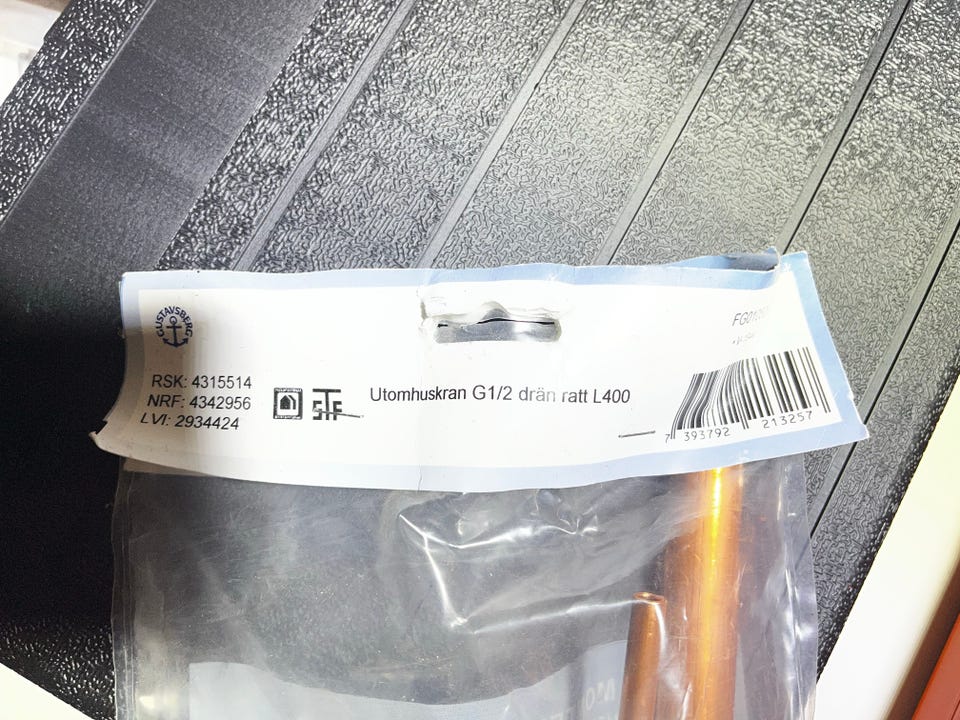 GUSTAVSBERG
RSK: 4315514
NRF: 4342956
LVI: 2934424
STF
Utomhuskran G1/2 drän ratt L400
7 393792 213257